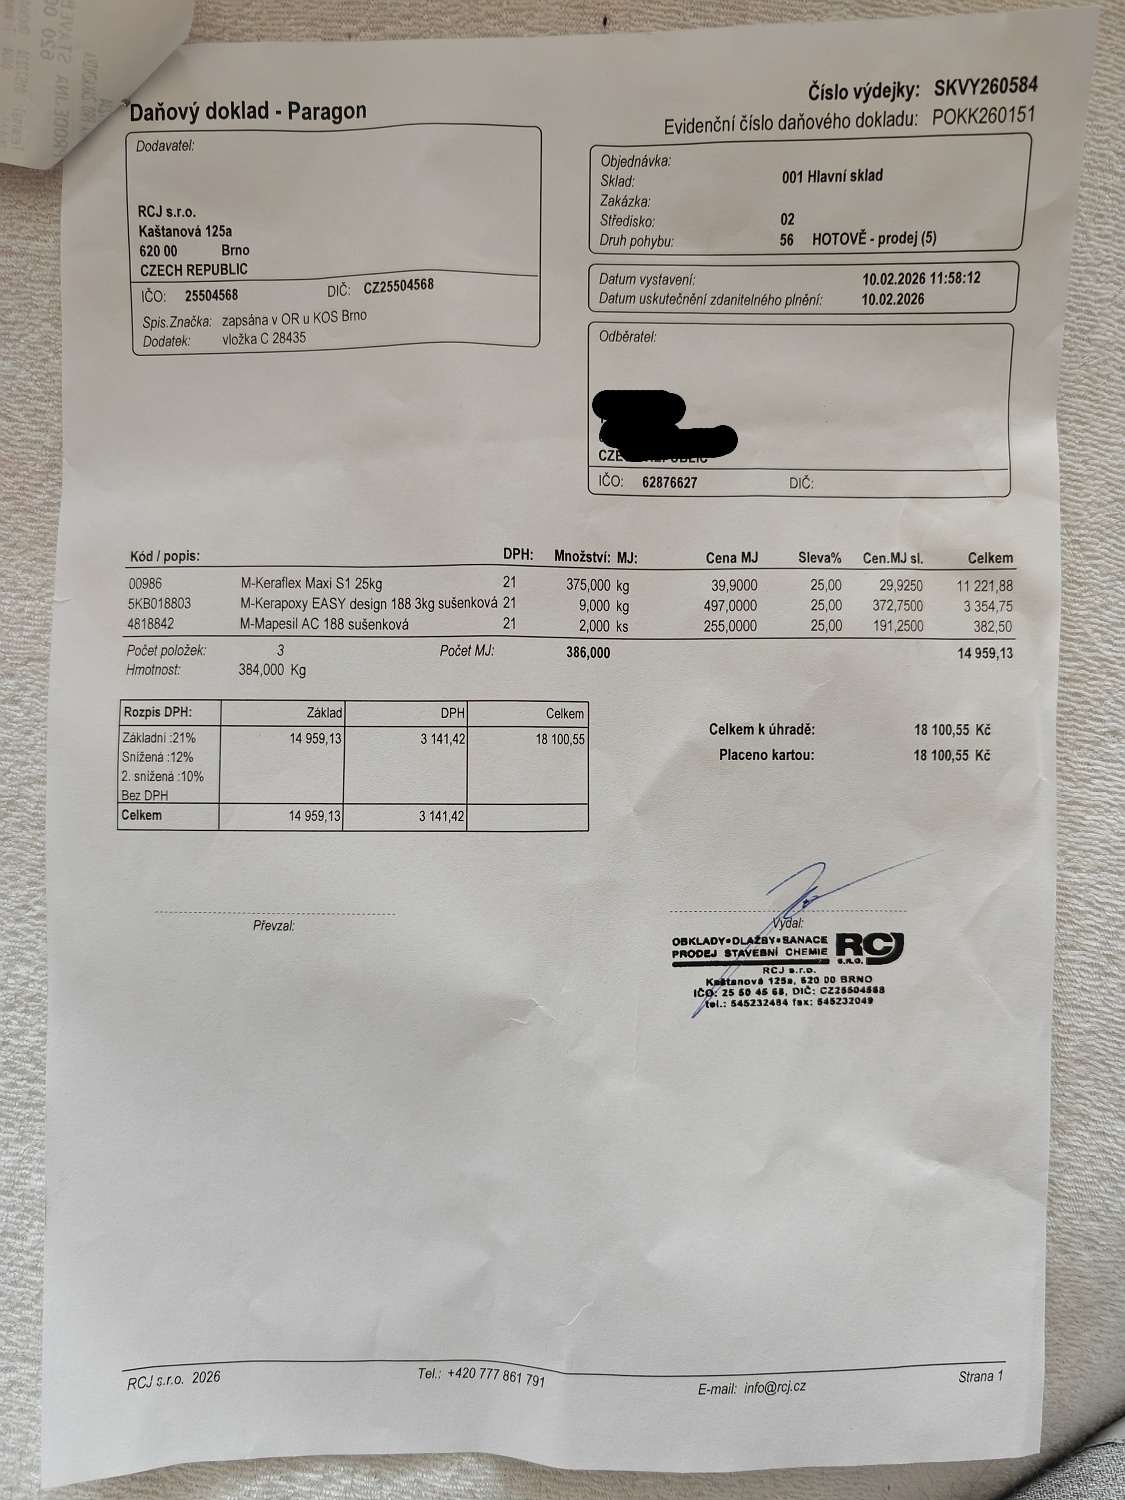 Daňový doklad - Paragon
Číslo výdejky: SKVY260584
Evidenční číslo daňového dokladu: POKK260151
Dodavatel:
RCJ s.r.o.
Kaštanová 125a
620 00 Brno
CZECH REPUBLIC
IČO: 25504568 DIČ: CZ25504568
Spis.Značka: zapsána v OR u KOS Brno
Dodatek: vložka C 28435
Objednávka:
Sklad: 001 Hlavní sklad
Zakázka:
Středisko: 02
Druh pohybu: 56 HOTOVĚ - prodej (5)
Datum vystavení: 10.02.2026 11:58:12
Datum uskutečnění zdanitelného plnění: 10.02.2026
Odběratel:
IČO: 62876627 DIČ:
Kód / popis: DPH: Množství: MJ: Cena MJ Sleva% Cen.MJ sl. Celkem
00986 M-Keraflex Maxi S1 25kg 21 375,000 kg 39,9000 25,00 29,9250 11 221,88
5KB018803 M-Kerapoxy EASY design 188 3kg sušenková 21 9,000 kg 497,0000 25,00 372,7500 3 354,75
4818842 M-Mapesil AC 188 sušenková 21 2,000 ks 255,0000 25,00 191,2500 382,50
Počet položek: 3 Počet MJ: 386,000 14 959,13
Hmotnost: 384,000 Kg
Rozpis DPH: Základ DPH Celkem
Základní :21% 14 959,13 3 141,42 18 100,55
Snížená :12%
2. snížená :10%
Bez DPH
Celkem 14 959,13 3 141,42
Celkem k úhradě: 18 100,55 Kč
Placeno kartou: 18 100,55 Kč
Převzal:
Vydal:
OBKLADY•DLAŽBY•SANACE
PRODEJ STAVEBNÍ CHEMIE
RCJ
S.R.O.
RCJ s.r.o.
Kaštanová 125a, 620 00 BRNO
IČO: 25 50 45 68, DIČ: CZ25504568
tel.: 545232484 fax: 545232049
RCJ s.r.o. 2026 Tel.: +420 777 861 791 E-mail: info@rcj.cz Strana 1